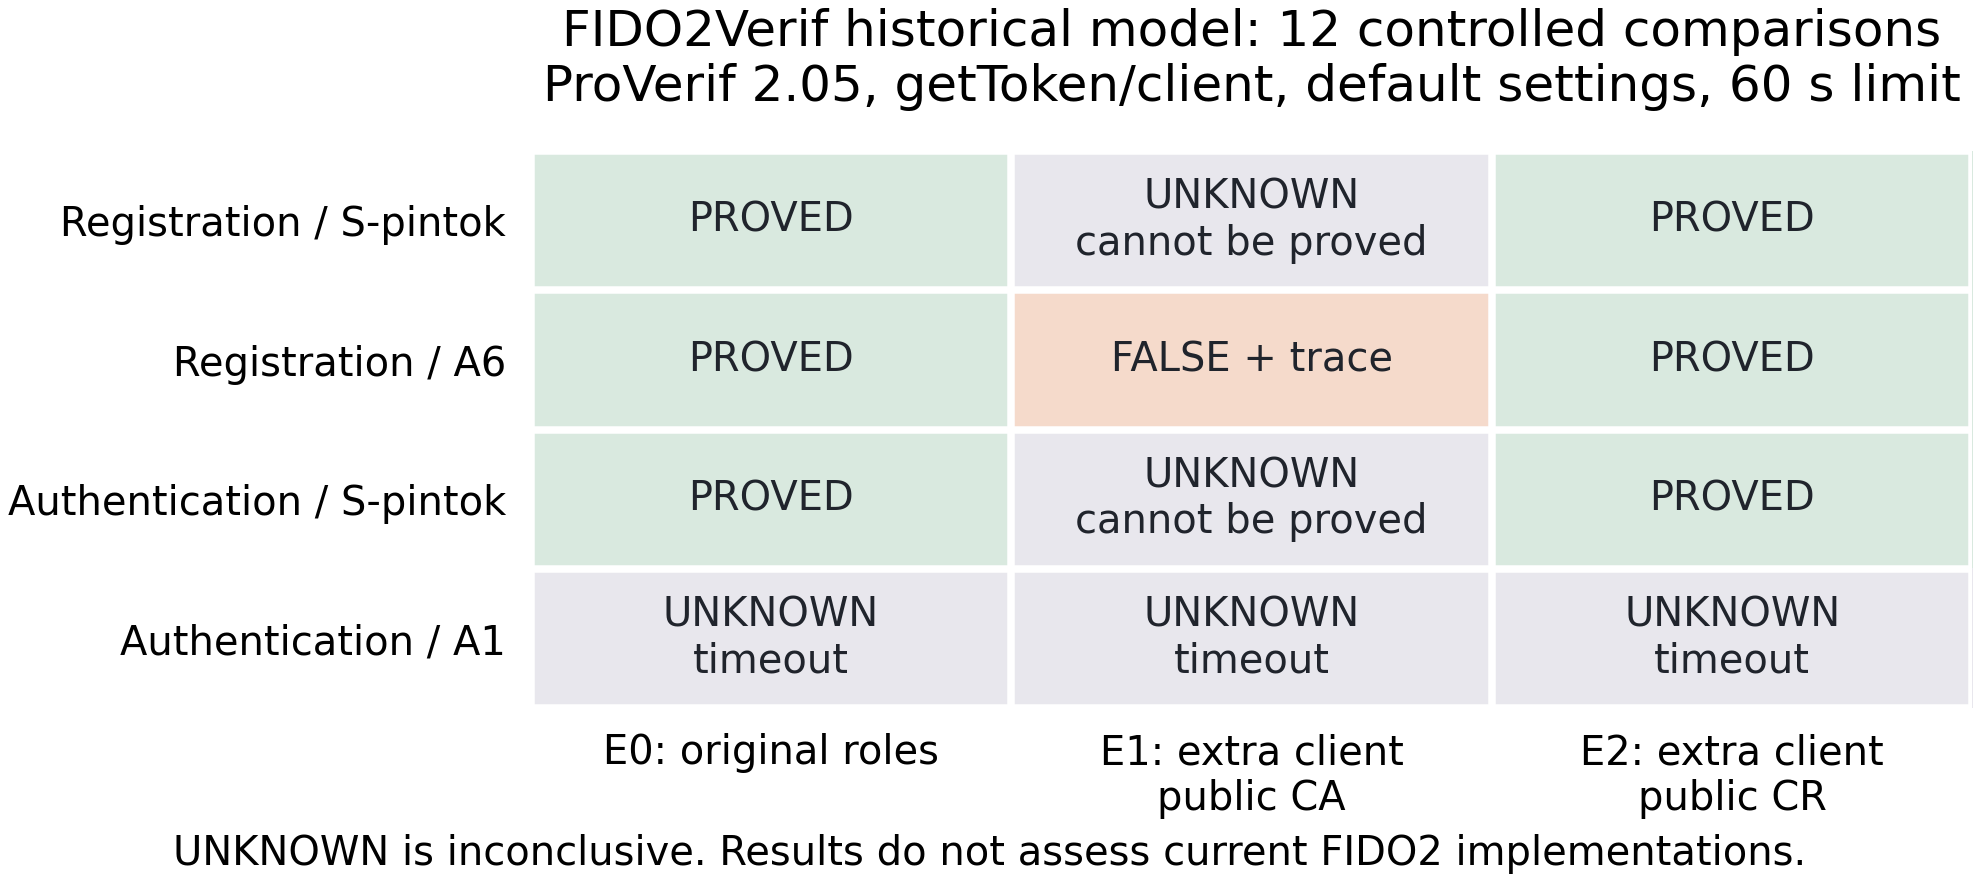 FIDO2Verif historical model: 12 controlled comparisons
ProVerif 2.05, getToken/client, default settings, 60 s limit
Registration / S-pintok
PROVED
UNKNOWN
cannot be proved
PROVED
Registration / A6
PROVED
FALSE + trace
PROVED
Authentication / S-pintok
PROVED
UNKNOWN
cannot be proved
PROVED
Authentication / A1
UNKNOWN
timeout
UNKNOWN
timeout
UNKNOWN
timeout
E0: original roles
E1: extra client
public CA
E2: extra client
public CR
UNKNOWN is inconclusive. Results do not assess current FIDO2 implementations.